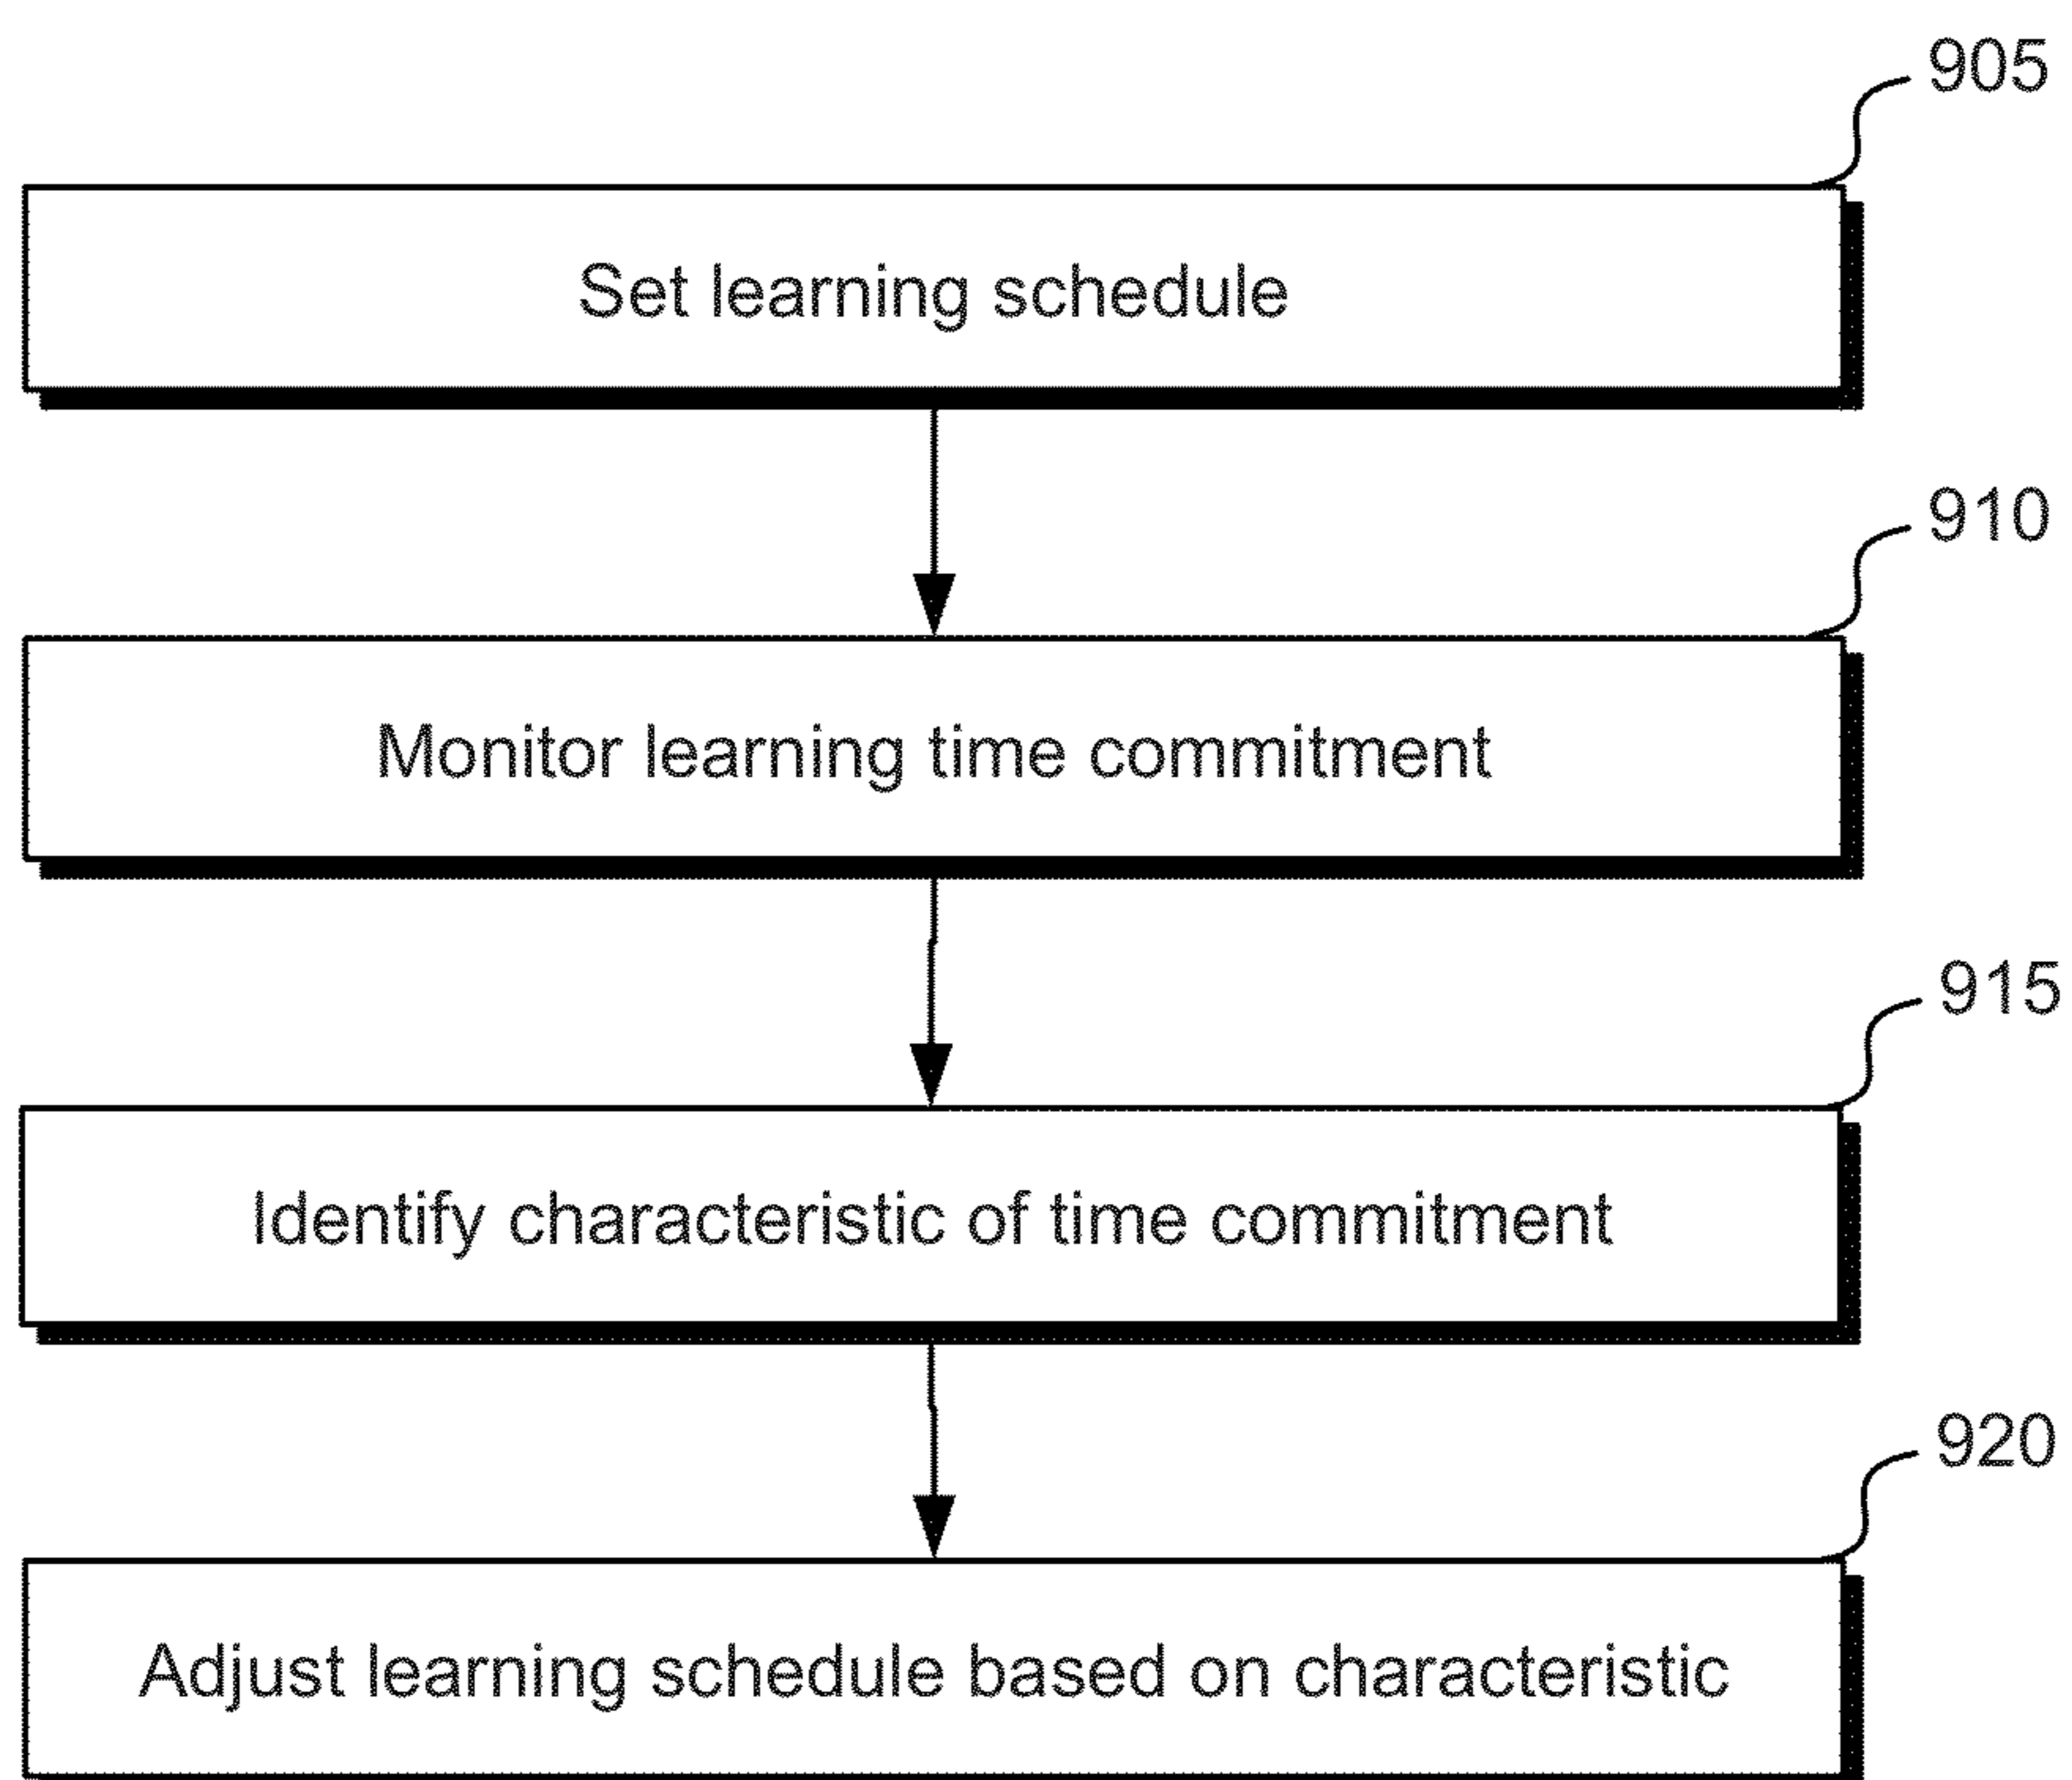 905
Set learning schedule
910
Monitor learning time commitment
915
Identify characteristic of time commitment
920
Adjust learning schedule based on characteristic